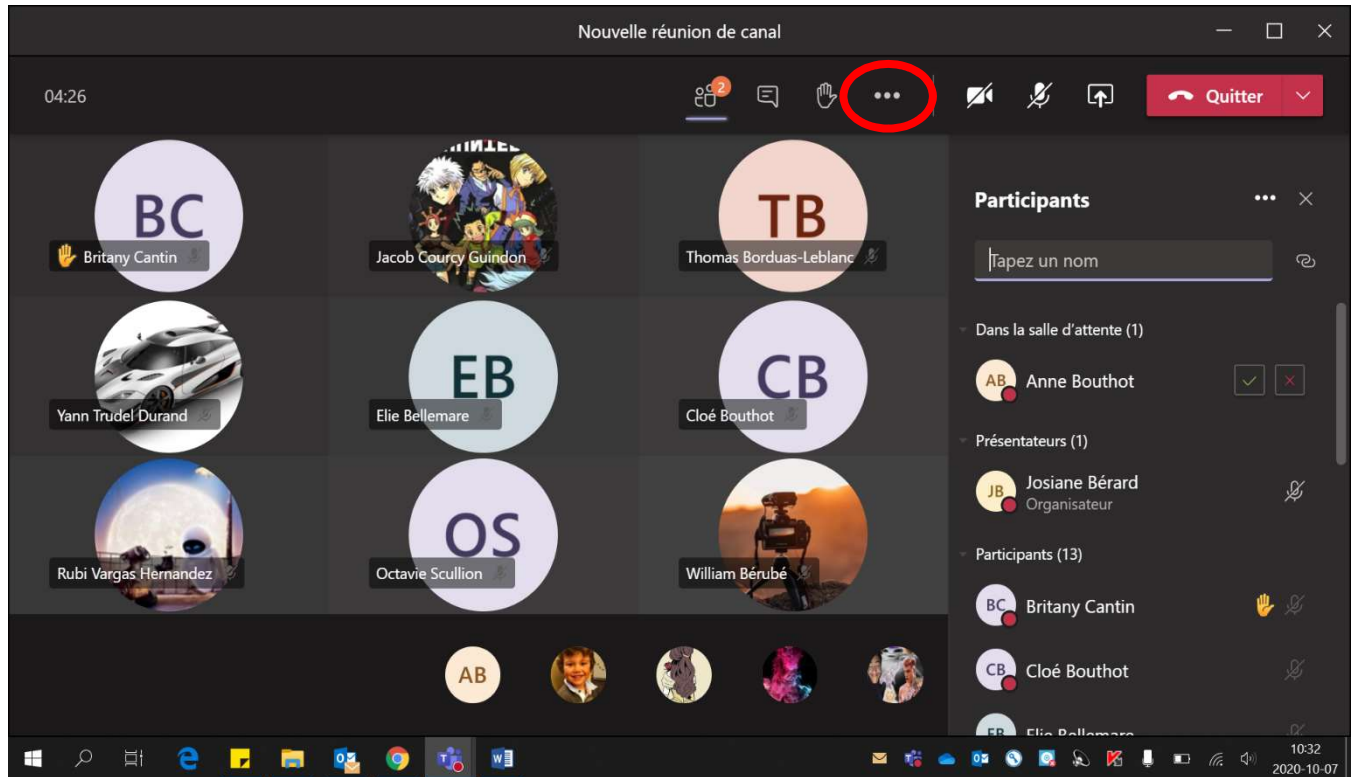 Nouvelle réunion de canal
04:26
2
Quitter
BC
Britany Cantin
Jacob Courcy Guindon
TB
Thomas Borduas-Leblanc
Yann Trudel Durand
EB
Elie Bellemare
CB
Cloé Bouthot
Rubi Vargas Hernandez
OS
Octavie Scullion
William Bérubé
AB
Participants
Tapez un nom
Dans la salle d'attente (1)
AB Anne Bouthot
Présentateurs (1)
JB Josiane Bérard
Organisateur
Participants (13)
BC Britany Cantin
CB Cloé Bouthot
EB Elie Bellemare
10:32
2020-10-07